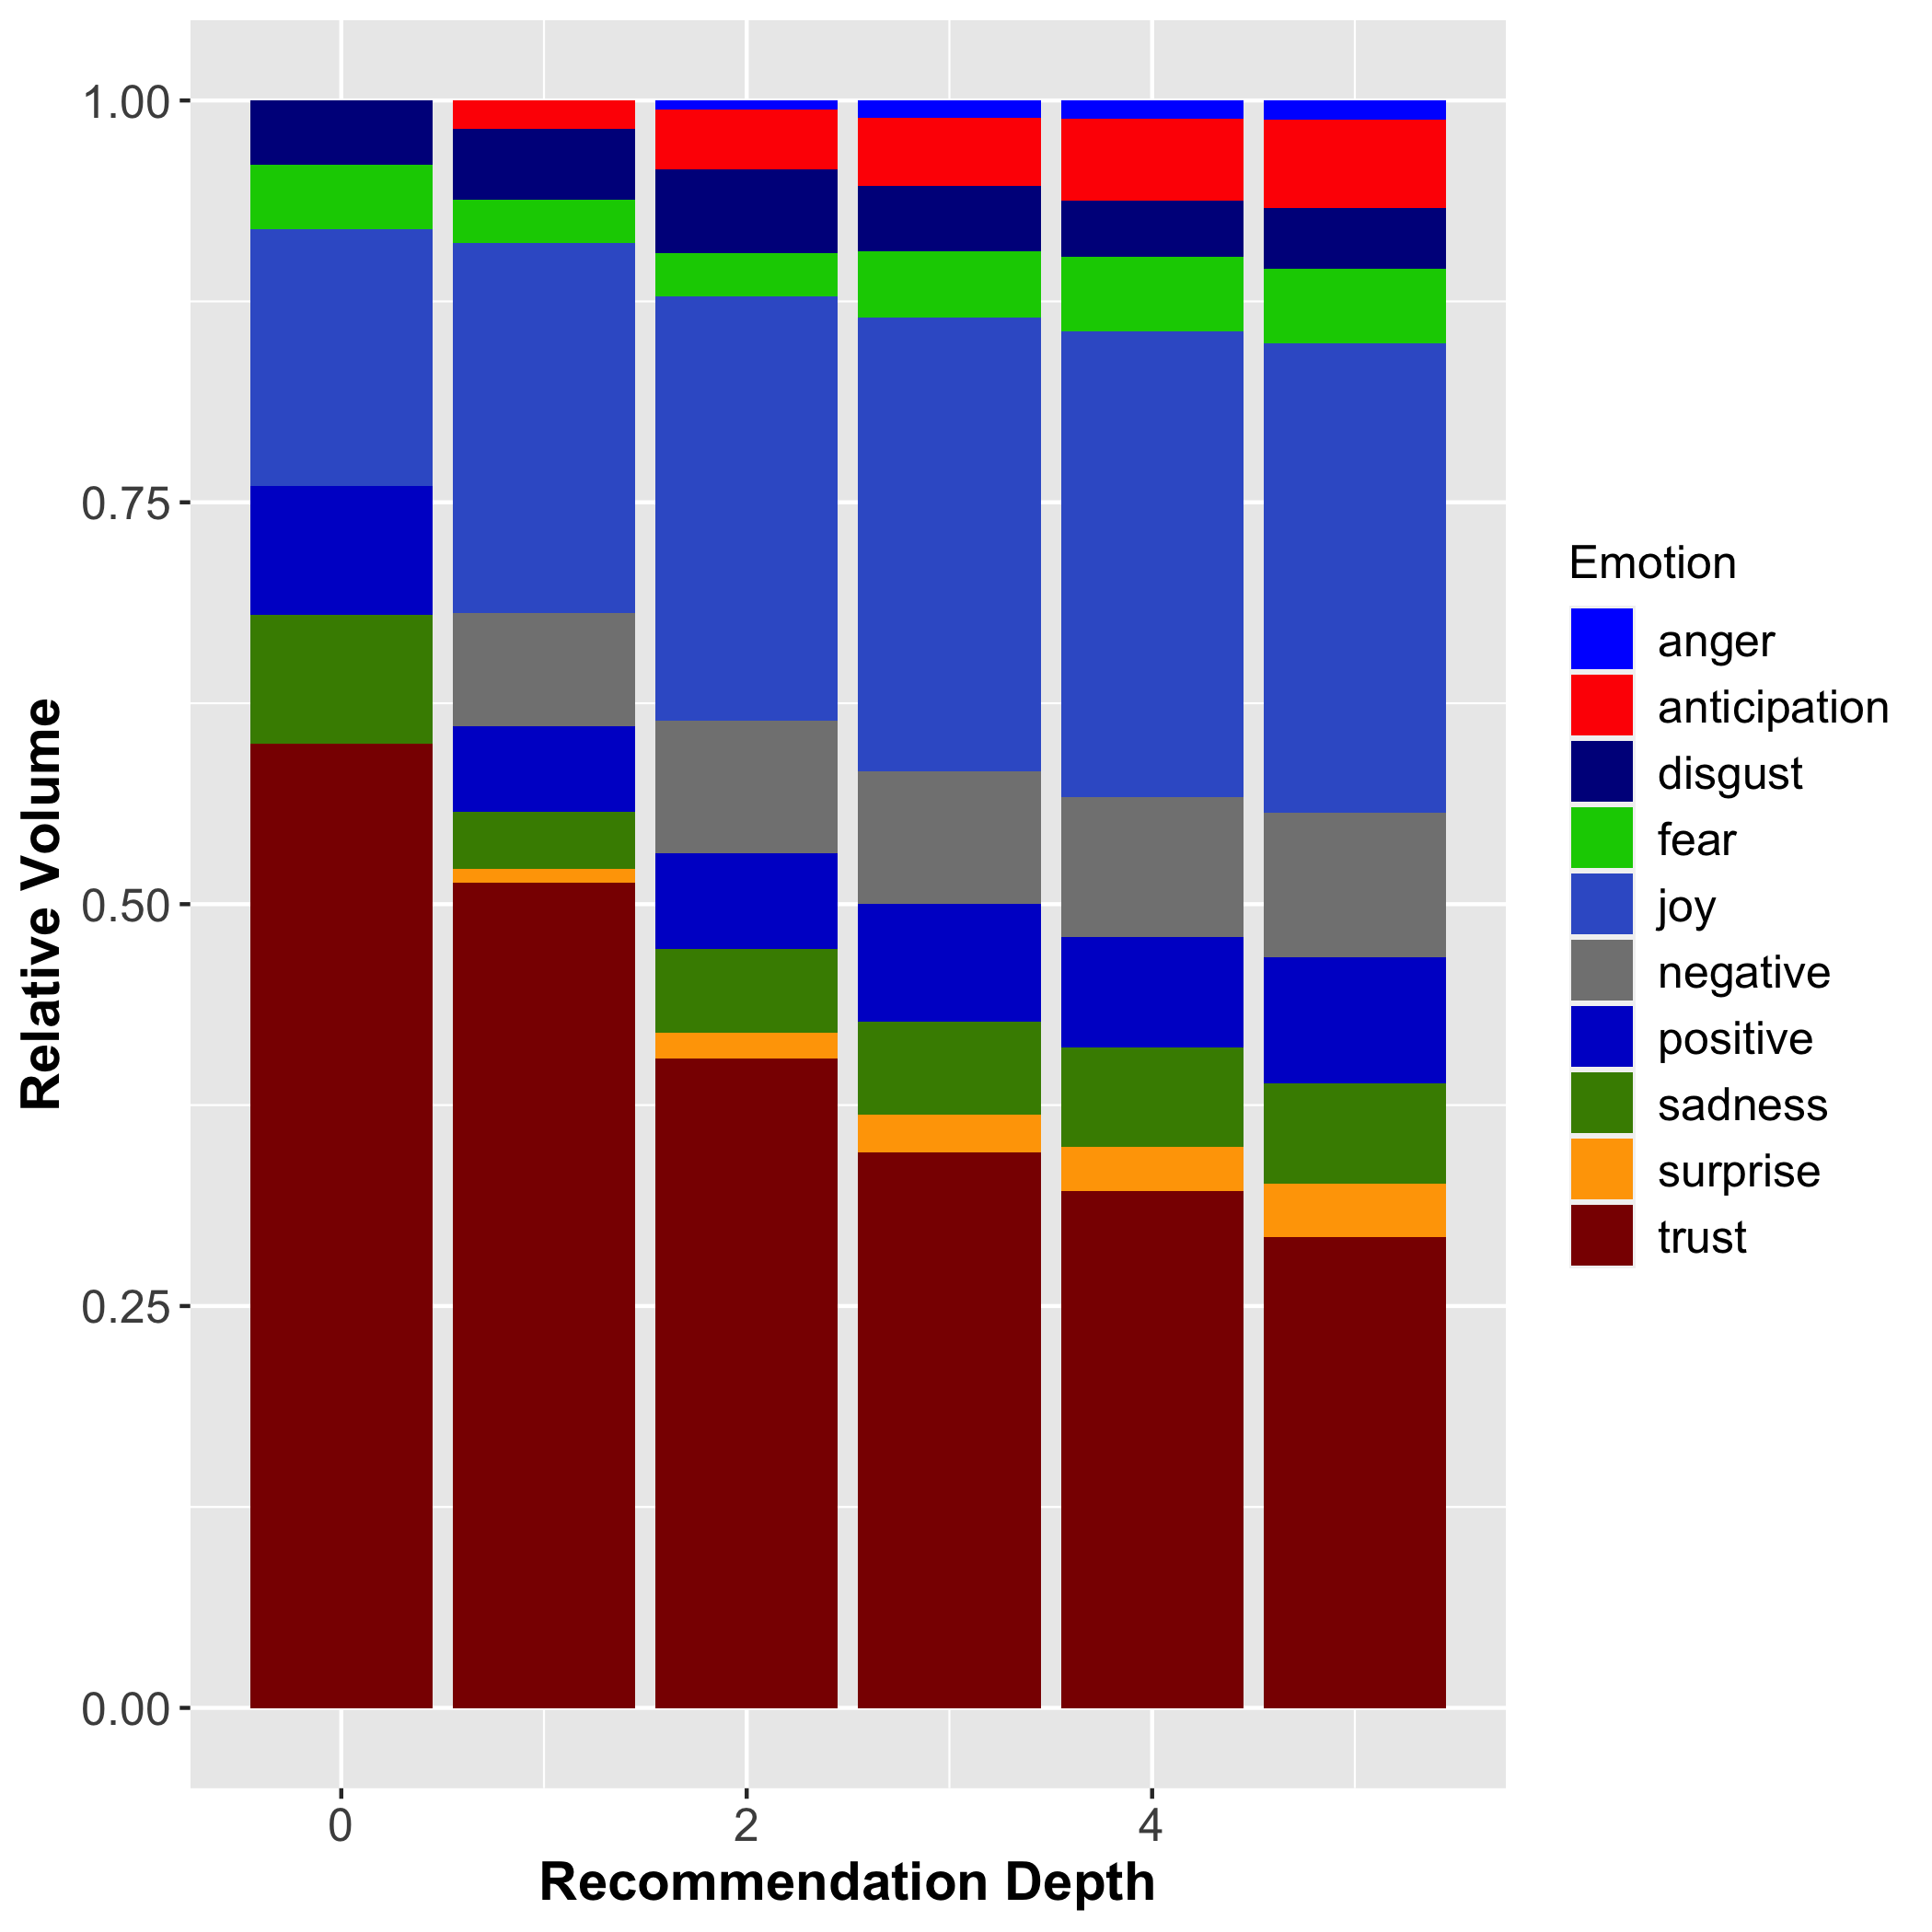 1.00
0.75
0.50
0.25
0.00
Relative Volume
0
2
4
Recommendation Depth
Emotion
anger
anticipation
disgust
fear
joy
negative
positive
sadness
surprise
trust